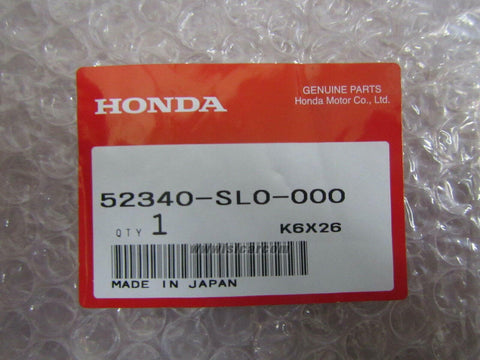 HONDA
GENUINE PARTS
Honda Motor Co., Ltd.
52340-SL0-000
QTY 1
K6X26
MADE IN JAPAN